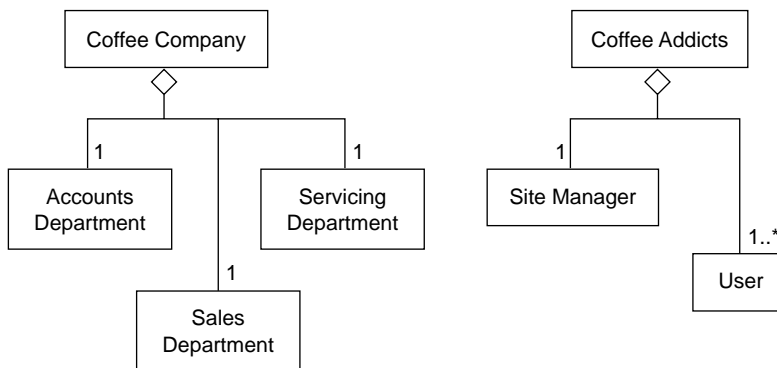 Coffee Company
Coffee Addicts
1
1
1
Accounts
Department
Servicing
Department
Site Manager
1
1..*
Sales
Department
User